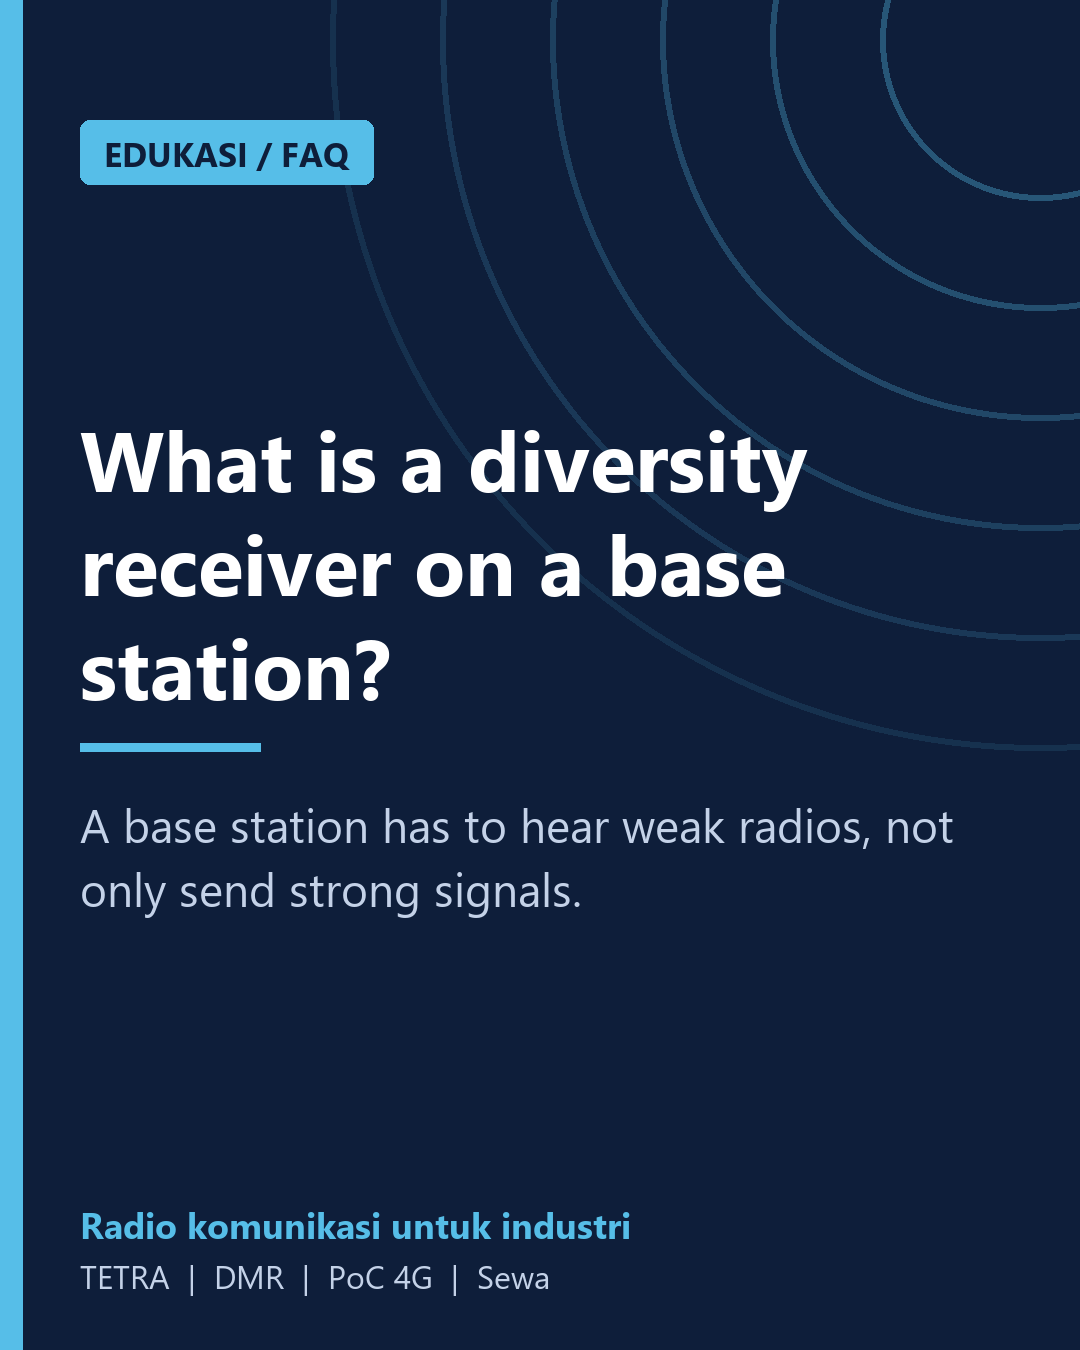 EDUKASI / FAQ
What is a diversity
receiver on a base
station?
A base station has to hear weak radios, not
only send strong signals.
Radio komunikasi untuk industri
TETRA | DMR | PoC 4G | Sewa